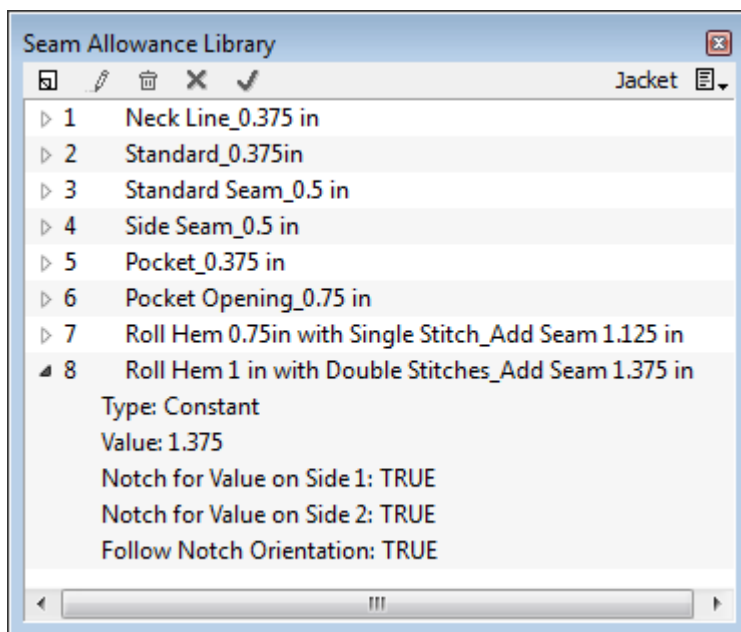 Seam Allowance Library
Jacket
1 Neck Line_0.375 in
2 Standard_0.375in
3 Standard Seam_0.5 in
4 Side Seam_0.5 in
5 Pocket_0.375 in
6 Pocket Opening_0.75 in
7 Roll Hem 0.75in with Single Stitch_Add Seam 1.125 in
8 Roll Hem 1 in with Double Stitches_Add Seam 1.375 in
Type: Constant
Value: 1.375
Notch for Value on Side 1: TRUE
Notch for Value on Side 2: TRUE
Follow Notch Orientation: TRUE